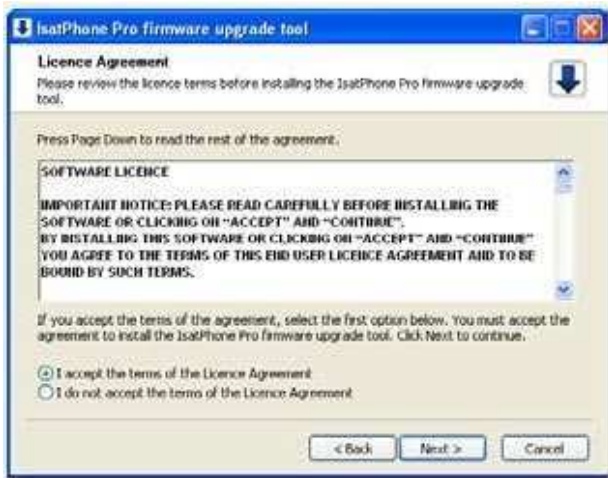 IsatPhone Pro firmware upgrade tool
Licence Agreement
Please review the licence terms before installing the IsatPhone Pro firmware upgrade
tool.
Press Page Down to read the rest of the agreement.
SOFTWARE LICENCE
IMPORTANT NOTICE: PLEASE READ CAREFULLY BEFORE INSTALLING THE
SOFTWARE OR CLICKING ON "ACCEPT" AND "CONTINUE".
BY INSTALLING THIS SOFTWARE OR CLICKING ON "ACCEPT" AND "CONTINUE"
YOU AGREE TO THE TERMS OF THIS END USER LICENCE AGREEMENT AND TO BE
BOUND BY SUCH TERMS.
If you accept the terms of the agreement, select the first option below. You must accept the
agreement to install the IsatPhone Pro firmware upgrade tool. Click Next to continue.
I accept the terms of the Licence Agreement
I do not accept the terms of the Licence Agreement
< Back Next > Cancel